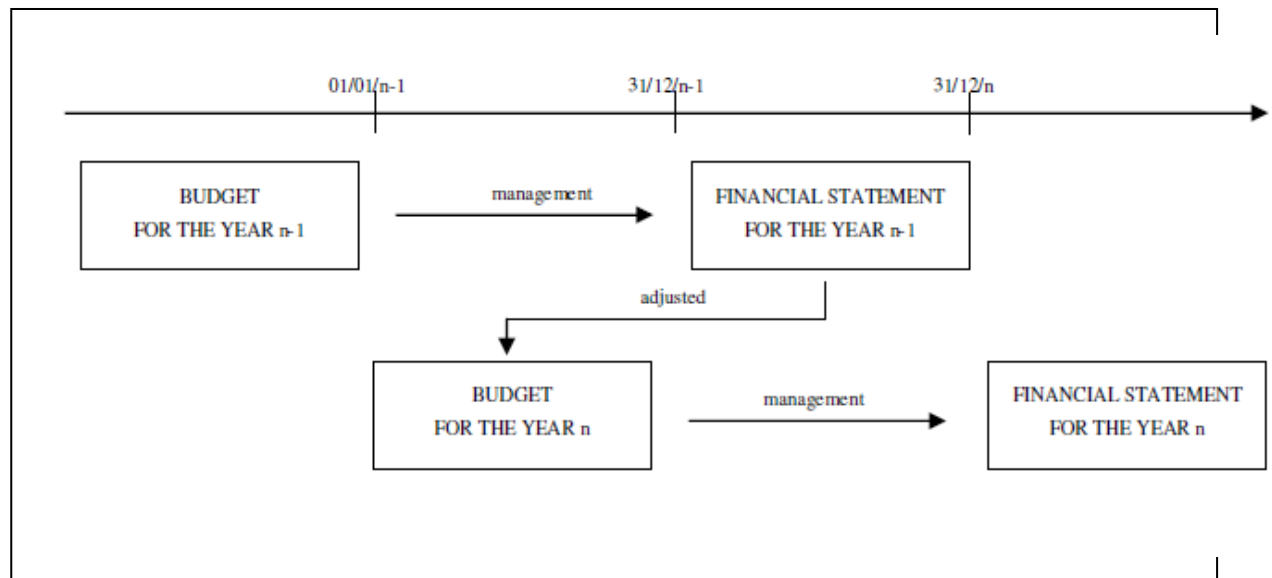 01/01/n-1
31/12/n-1
31/12/n
BUDGET
FOR THE YEAR n-1
management
FINANCIAL STATEMENT
FOR THE YEAR n-1
adjusted
BUDGET
FOR THE YEAR n
management
FINANCIAL STATEMENT
FOR THE YEAR n